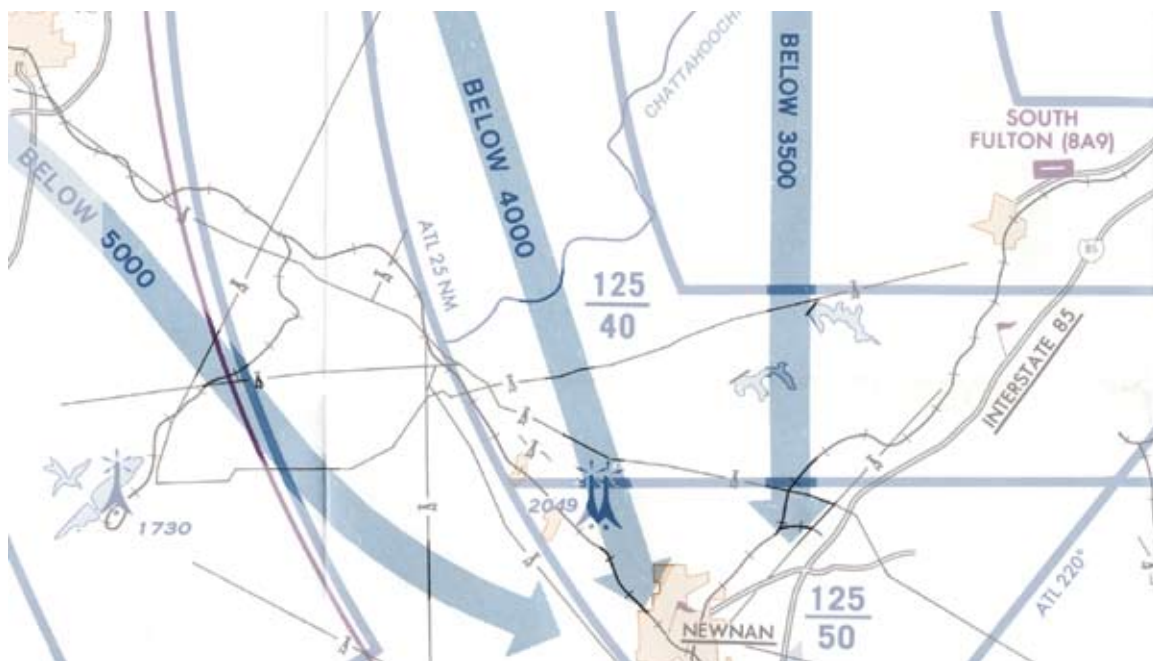 SOUTH
FULTON (8A9)
BELOW 4000
BELOW 3500
BELOW 5000
ATL 25 NM
125
40
85
INTERSTATE 85
2049
1730
ATL 220°
125
50
NEWNAN